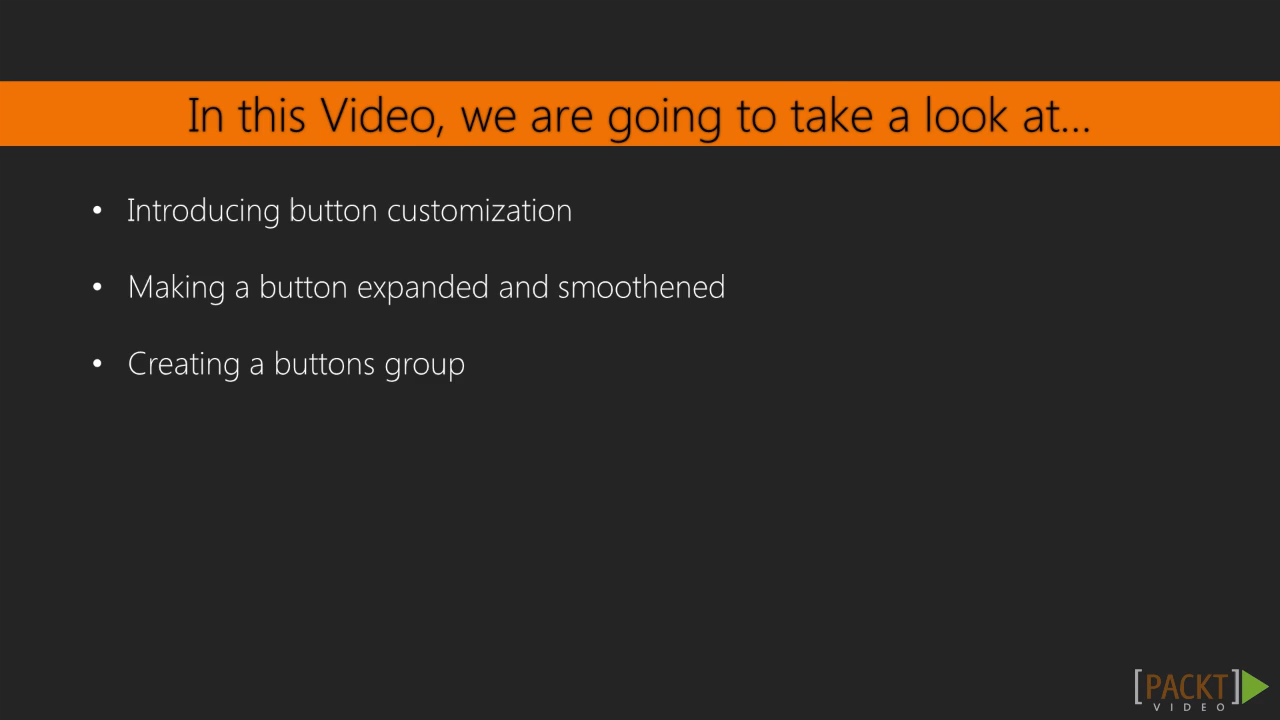 In this Video, we are going to take a look at...
• Introducing button customization
• Making a button expanded and smoothened
• Creating a buttons group
[PACKT]
VIDEO